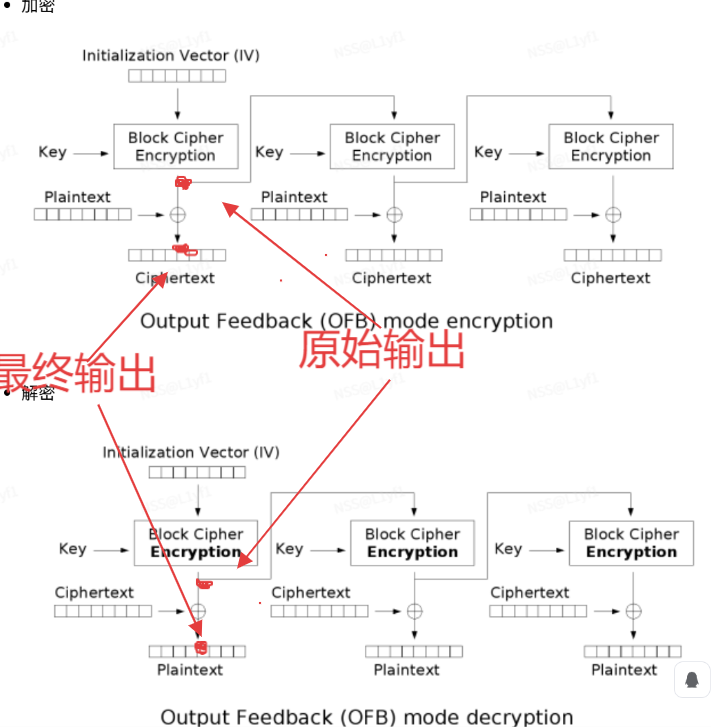 加密
Initialization Vector (IV)
Key Block Cipher Encryption Key Block Cipher Encryption Key Block Cipher Encryption
Plaintext Plaintext Plaintext
Ciphertext Ciphertext Ciphertext
Output Feedback (OFB) mode encryption
原始输出
最终输出
解密
Initialization Vector (IV)
Key Block Cipher Encryption Key Block Cipher Encryption Key Block Cipher Encryption
Ciphertext Ciphertext Ciphertext
Plaintext Plaintext Plaintext
Output Feedback (OFB) mode decryption
NSS@L1yf1